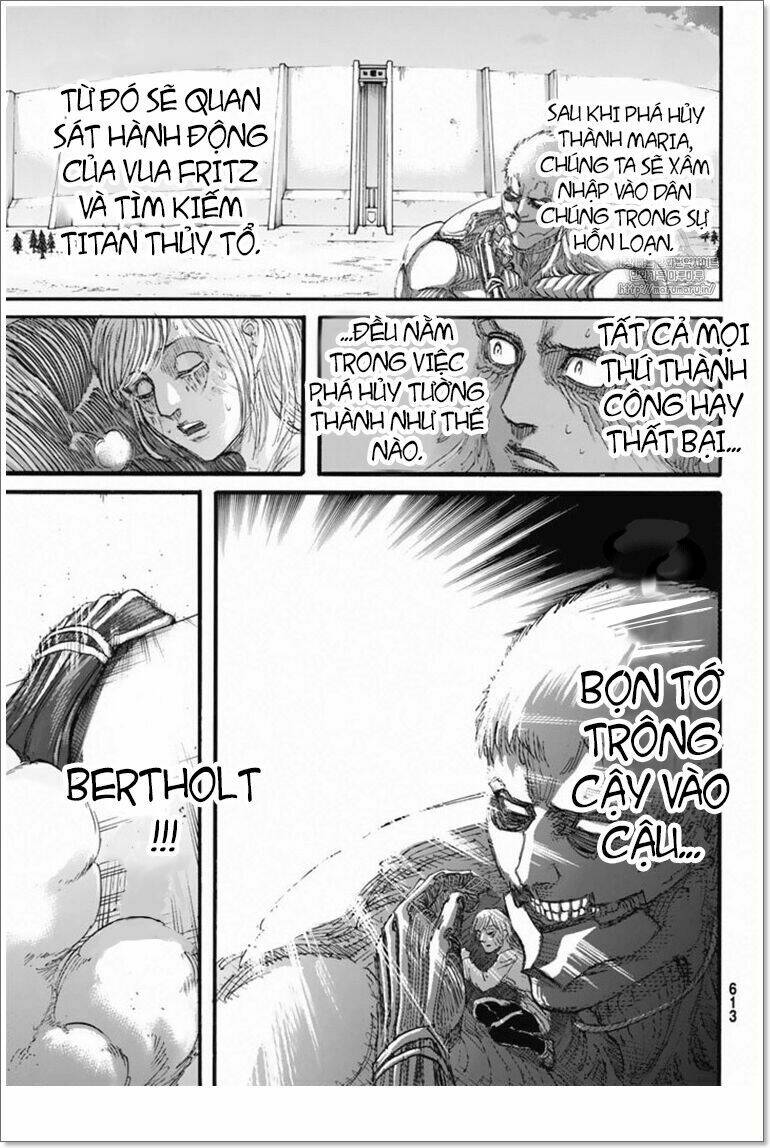 SAU KHI PHÁ HỦY
THÀNH MARIA,
CHÚNG TA SẼ XÂM
NHẬP VÀO DÂN
CHÚNG TRONG SỰ
HỖN LOẠN.
http://marumaru.in/
TỪ ĐÓ SẼ QUAN
SÁT HÀNH ĐỘNG
CỦA VUA FRITZ
VÀ TÌM KIẾM
TITAN THỦY TỔ.
TẤT CẢ MỌI
THỨ THÀNH
CÔNG HAY
THẤT BẠI...
...ĐỀU NẰM
TRONG VIỆC
PHÁ HỦY TƯỜNG
THÀNH NHƯ THẾ
NÀO.
BỌN TỚ
TRÔNG
CẬY VÀO
CẬU...
BERTHOLT
!!!
613